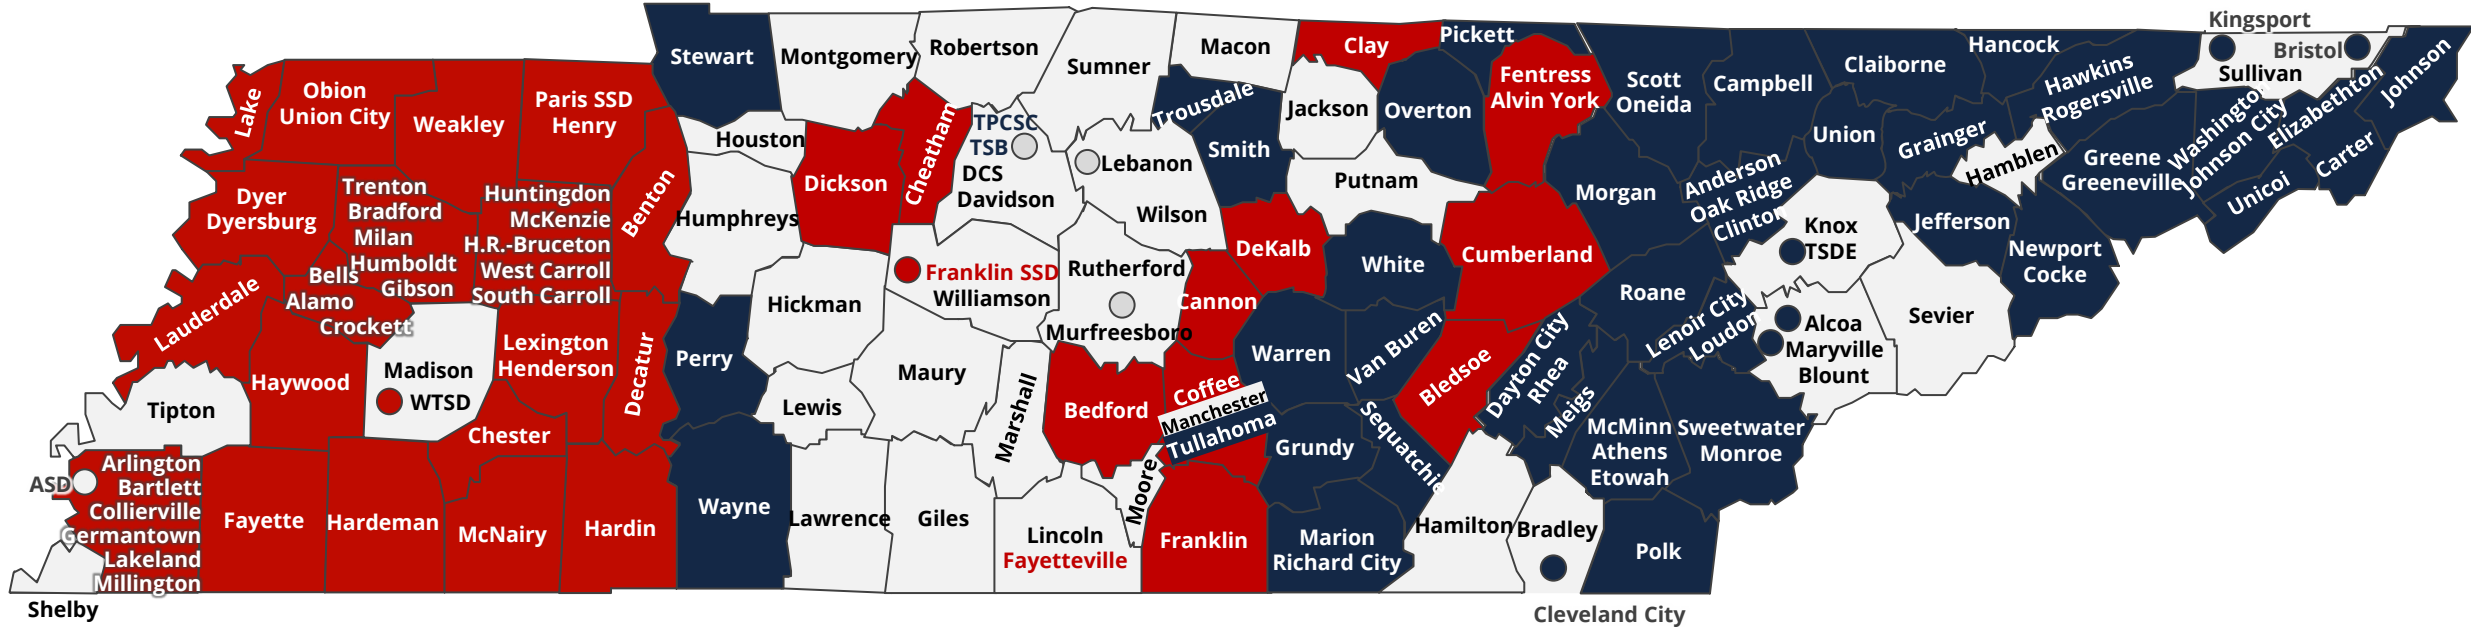 Lake
Obion
Union City
Weakley
Paris SSD
Henry
Stewart
Montgomery
Robertson
Sumner
Macon
Clay
Pickett
Fentress
Alvin York
Scott
Oneida
Campbell
Claiborne
Hancock
Hawkins
Rogersville
Kingsport
Bristol
Sullivan
Johnson
Dyer
Dyersburg
Trenton
Bradford
Milan
Humboldt
Gibson
Huntingdon
McKenzie
H.R.-Bruceton
West Carroll
South Carroll
Benton
Houston
Humphreys
Dickson
Cheatham
TPCSC
TSB
DCS
Davidson
Lebanon
Wilson
Trousdale
Smith
Jackson
Overton
Putnam
Morgan
Anderson
Oak Ridge
Clinton
Union
Grainger
Hamblen
Greene
Greeneville
Washington
Johnson City
Elizabethton
Carter
Unicoi
Lauderdale
Bells
Alamo
Crockett
Haywood
Madison
WTSD
Lexington
Henderson
Decatur
Perry
Hickman
Franklin SSD
Williamson
Rutherford
Murfreesboro
Cannon
DeKalb
White
Cumberland
Roane
Lenoir City
Loudon
Knox
TSDE
Jefferson
Newport
Cocke
Sevier
Alcoa
Maryville
Blount
Tipton
Chester
Lewis
Maury
Marshall
Bedford
Coffee
Manchester
Tullahoma
Warren
Van Buren
Bledsoe
Dayton City
Rhea
Meigs
McMinn
Athens
Etowah
Sweetwater
Monroe
ASD
Arlington
Bartlett
Collierville
Germantown
Lakeland
Millington
Shelby
Fayette
Hardeman
McNairy
Hardin
Wayne
Lawrence
Giles
Lincoln
Fayetteville
Moore
Franklin
Grundy
Sequatchie
Marion
Richard City
Hamilton
Bradley
Cleveland City
Polk